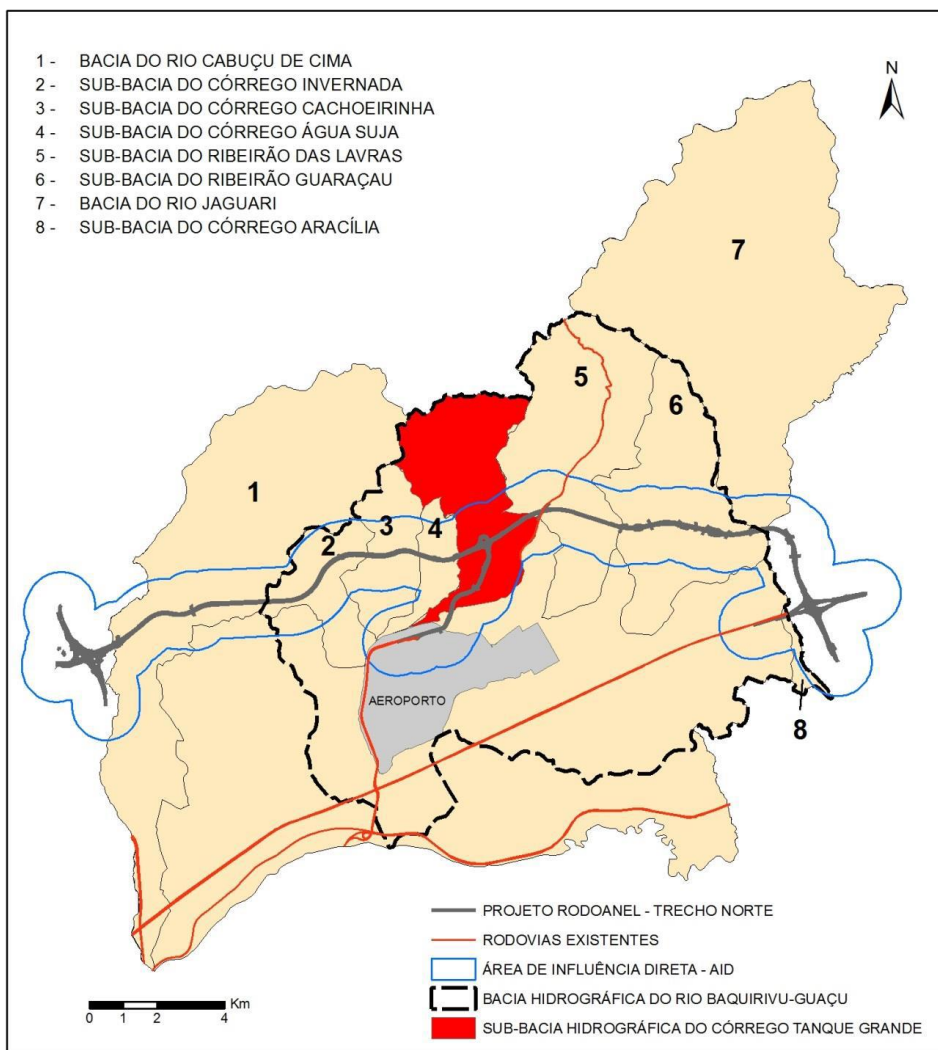 1 - BACIA DO RIO CABUÇU DE CIMA
2 - SUB-BACIA DO CÓRREGO INVERNADA
3 - SUB-BACIA DO CÓRREGO CACHOEIRINHA
4 - SUB-BACIA DO CÓRREGO ÁGUA SUJA
5 - SUB-BACIA DO RIBEIRÃO DAS LAVRAS
6 - SUB-BACIA DO RIBEIRÃO GUARAÇAU
7 - BACIA DO RIO JAGUARI
8 - SUB-BACIA DO CÓRREGO ARACÍLIA
N
7
5
6
1
3
4
2
AEROPORTO
8
PROJETO RODOANEL - TRECHO NORTE
RODOVIAS EXISTENTES
ÁREA DE INFLUÊNCIA DIRETA - AID
BACIA HIDROGRÁFICA DO RIO BAQUIRIVU-GUAÇU
SUB-BACIA HIDROGRÁFICA DO CÓRREGO TANQUE GRANDE
Km
0 1 2 4